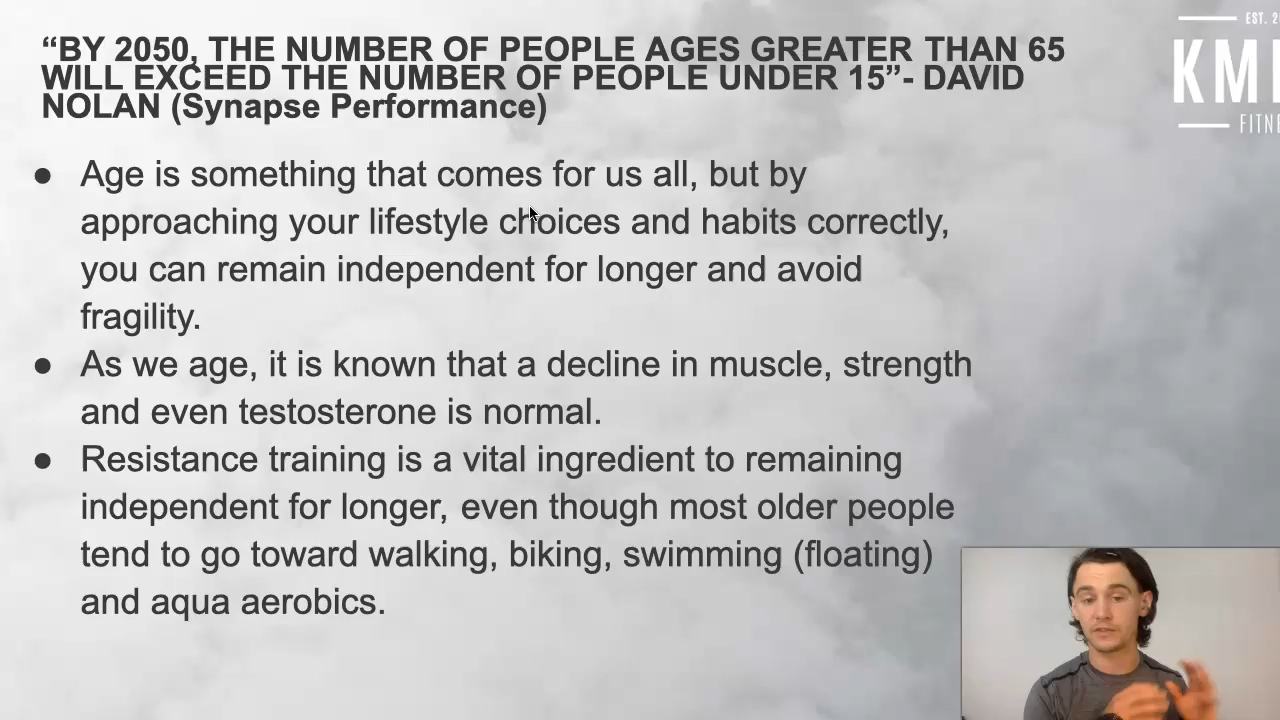 “BY 2050, THE NUMBER OF PEOPLE AGES GREATER THAN 65
WILL EXCEED THE NUMBER OF PEOPLE UNDER 15”- DAVID
NOLAN (Synapse Performance)
● Age is something that comes for us all, but by
approaching your lifestyle choices and habits correctly,
you can remain independent for longer and avoid
fragility.
● As we age, it is known that a decline in muscle, strength
and even testosterone is normal.
● Resistance training is a vital ingredient to remaining
independent for longer, even though most older people
tend to go toward walking, biking, swimming (floating)
and aqua aerobics.
EST. 2